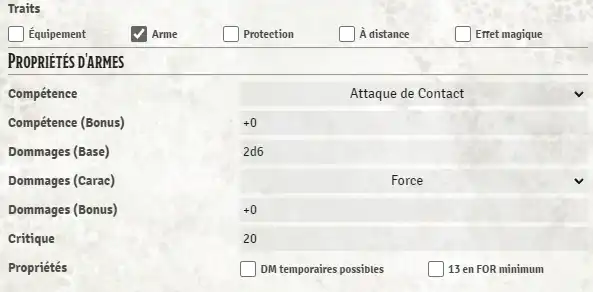 Traits
Équipement Arme Protection À distance Effet magique
PROPRIÉTÉS D'ARMES
Compétence Attaque de Contact
Compétence (Bonus) +0
Dommages (Base) 2d6
Dommages (Carac) Force
Dommages (Bonus) +0
Critique 20
Propriétés DM temporaires possibles 13 en FOR minimum